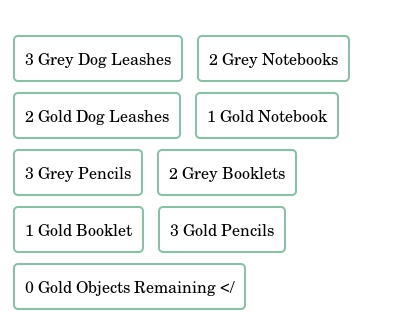 3 Grey Dog Leashes 2 Grey Notebooks
2 Gold Dog Leashes 1 Gold Notebook
3 Grey Pencils 2 Grey Booklets
1 Gold Booklet 3 Gold Pencils
0 Gold Objects Remaining </